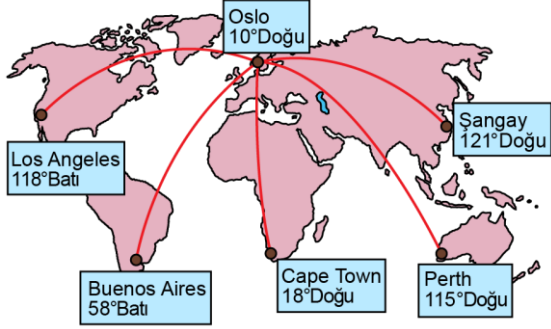 Oslo
10°Doğu
Şangay
121°Doğu
Los Angeles
118°Batı
Buenos Aires
58°Batı
Cape Town
18°Doğu
Perth
115°Doğu